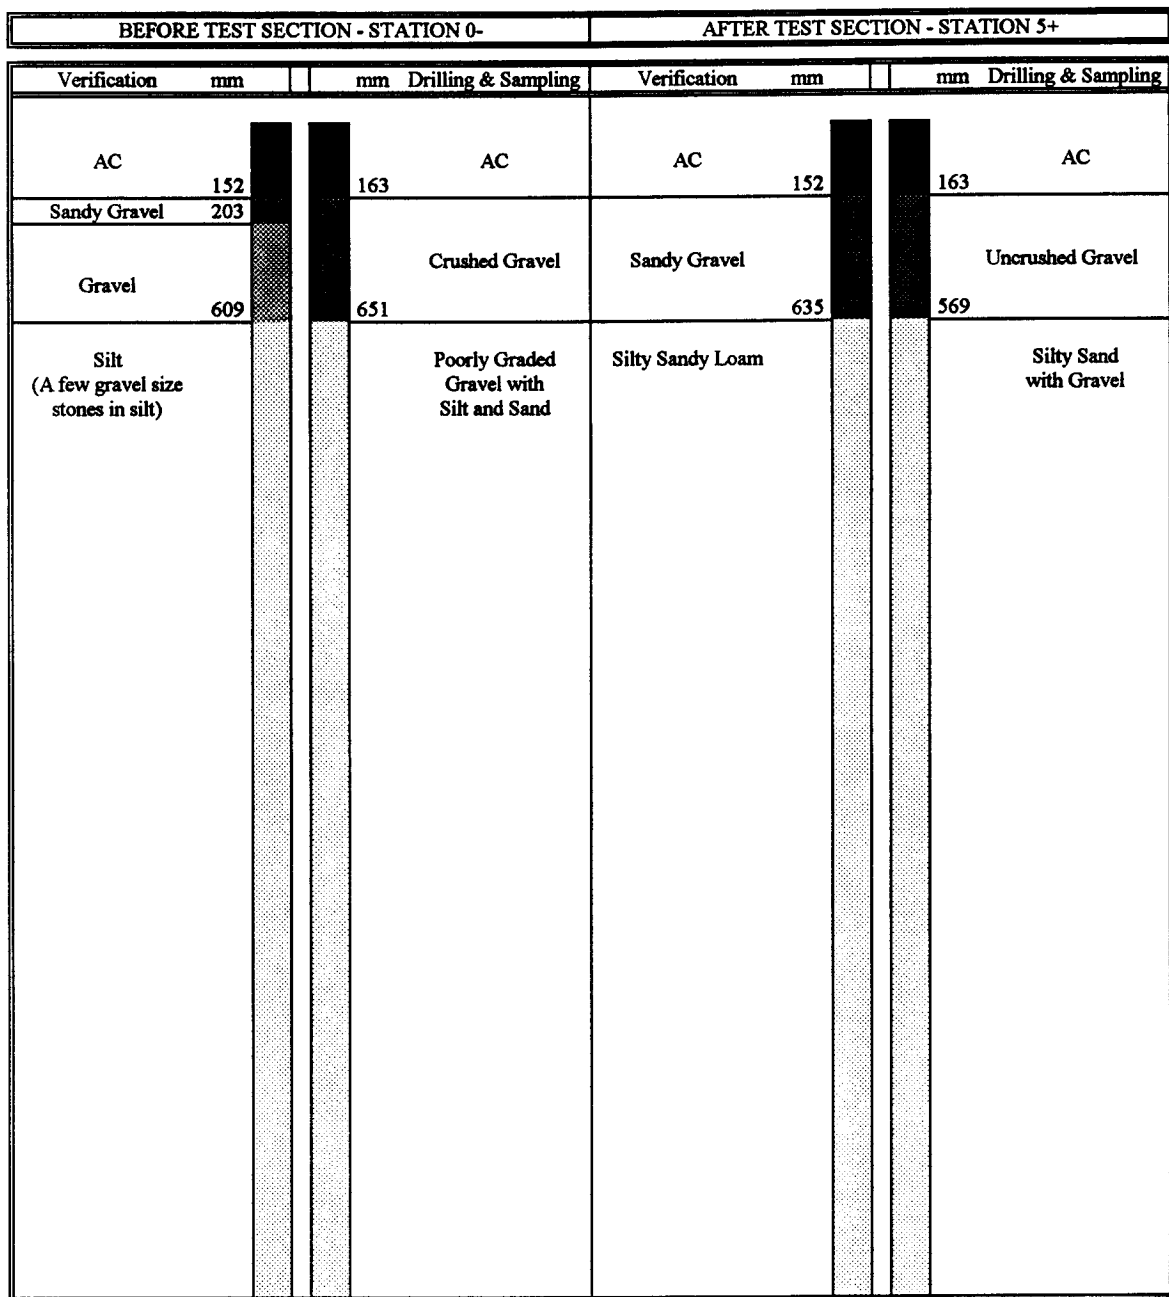 BEFORE TEST SECTION - STATION 0-
AFTER TEST SECTION - STATION 5+
Verification mm
mm Drilling & Sampling
Verification mm
mm Drilling & Sampling
AC
152
163
AC
AC
152
163
AC
Sandy Gravel 203
Gravel
609
Crushed Gravel
651
Sandy Gravel
635
Uncrushed Gravel
569
Silt
(A few gravel size
stones in silt)
Poorly Graded
Gravel with
Silt and Sand
Silty Sandy Loam
Silty Sand
with Gravel